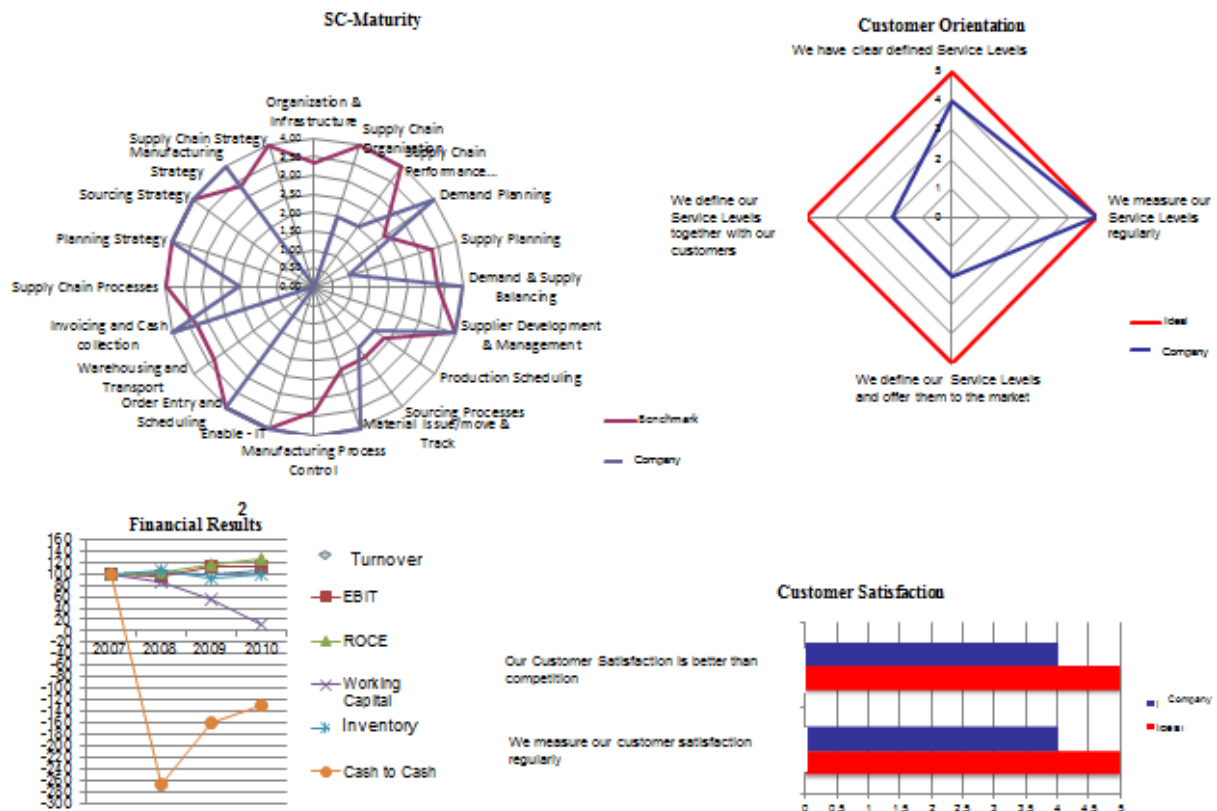 SC-Maturity
Organization &
Infrastructure
Supply Chain
Organization
Supply Chain
Performance...
Demand Planning
Supply Planning
Demand & Supply
Balancing
Supplier Development
& Management
Production Scheduling
Sourcing Processes
Material Issue/move &
Track
Manufacturing Process
Control
Enable - IT
Order Entry and
Scheduling
Warehousing and
Transport
Invoicing and Cash
collection
Supply Chain Processes
Planning Strategy
Sourcing Strategy
Manufacturing
Strategy
Supply Chain Strategy
4,00
3,50
3,00
2,50
2,00
1,50
1,00
0,50
0,00
Benchmark
Company
Customer Orientation
We have clear defined Service Levels
5
4
3
2
1
0
We measure our
Service Levels
regularly
We define our Service Levels
and offer them to the market
We define our
Service Levels
together with our
customers
Ideal
Company
2
Financial Results
160
140
120
100
80
60
40
20
0
-20
-40
-60
-80
-100
-120
-140
-160
-180
-200
-220
-240
-260
-280
-300
2007 2008 2009 2010
Turnover
EBIT
ROCE
Working
Capital
Inventory
Cash to Cash
Customer Satisfaction
Our Customer Satisfaction is better than
competition
We measure our customer satisfaction
regularly
0 0,5 1 1,5 2 2,5 3 3,5 4 4,5 5
Company
Ideal